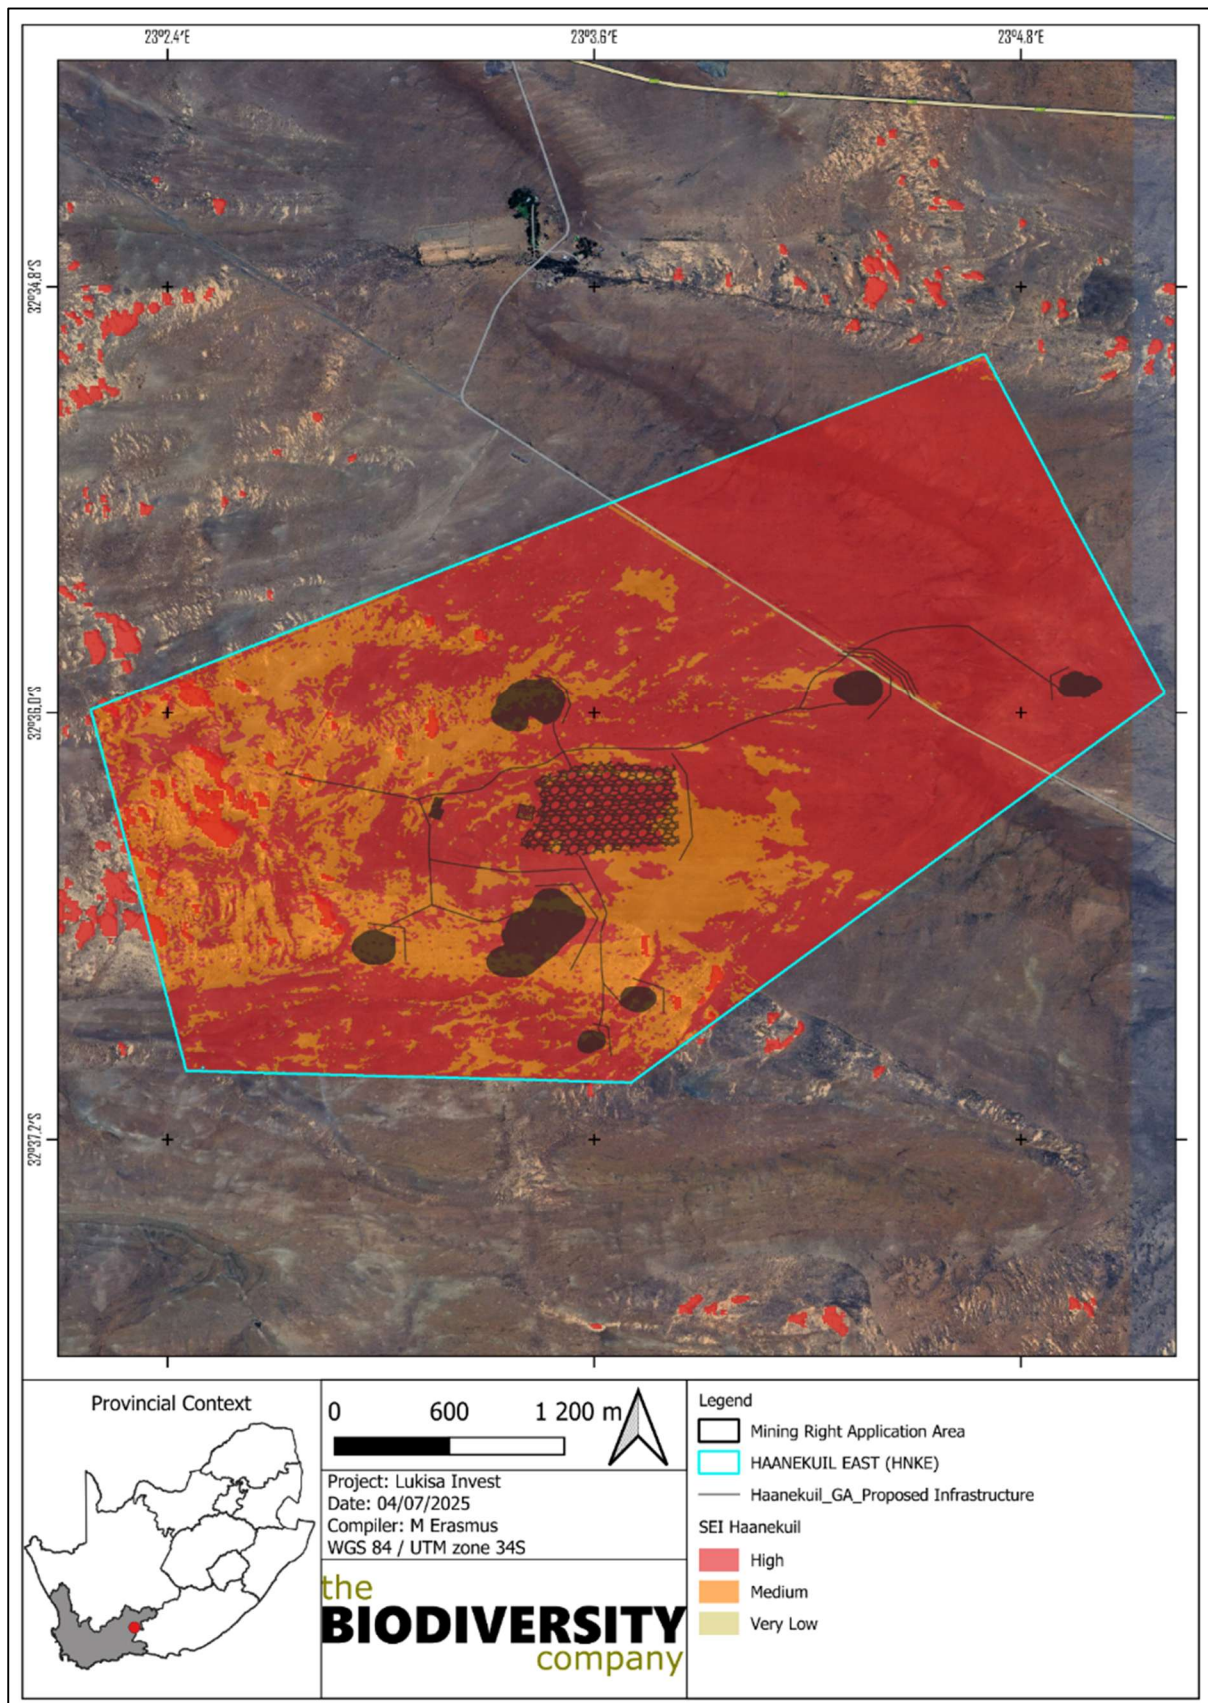 23°2.4'E
23°3.6'E
23°4.8'E
32°34.8'S
32°36.0'S
32°37.2'S
Provincial Context
0 600 1 200 m
Project: Lukisa Invest
Date: 04/07/2025
Compiler: M Erasmus
WGS 84 / UTM zone 34S
the
BIODIVERSITY
company
Legend
Mining Right Application Area
HAANEKUIL EAST (HNKE)
Haanekuil_GA_Proposed Infrastructure
SEI Haanekuil
High
Medium
Very Low